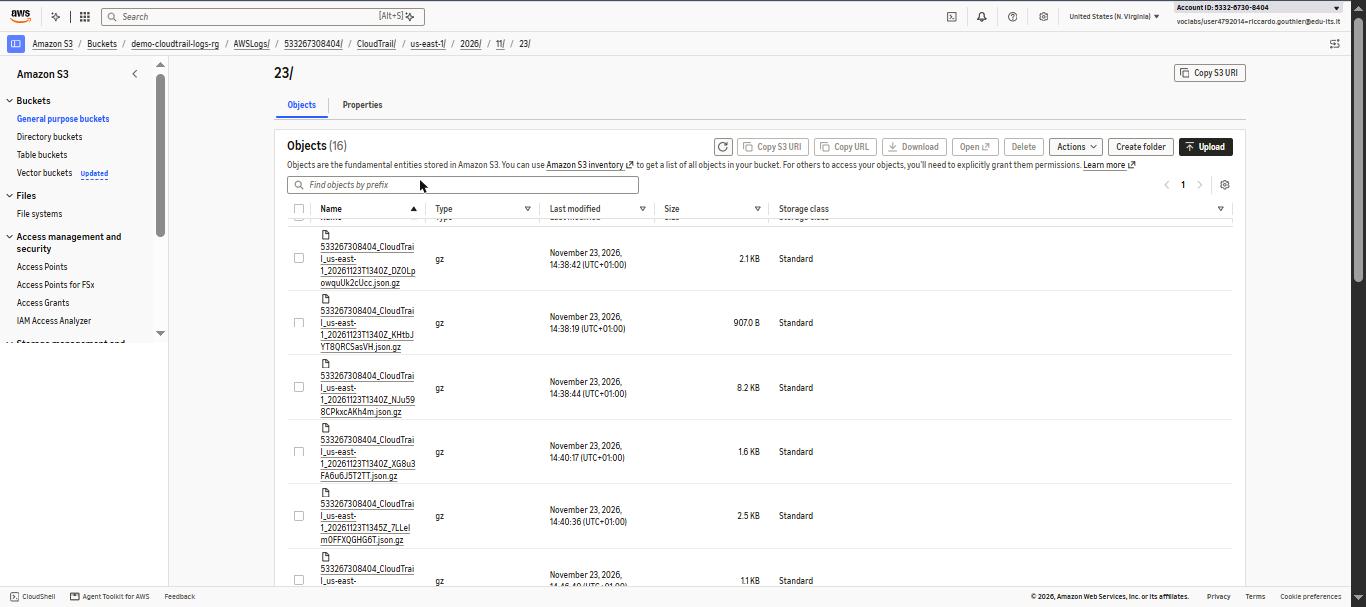 aws
Search
[Alt+S]
United States (N. Virginia)
Account ID: 5332-6730-8404
voclabs/user4792014=riccardo.gouthier@edu-its.it
Amazon S3 / Buckets / demo-cloudtrail-logs-rg / AWSLogs/ / 533267308404/ / CloudTrail/ / us-east-1/ / 2026/ / 11/ / 23/
Amazon S3
Buckets
General purpose buckets
Directory buckets
Table buckets
Vector buckets Updated
Files
File systems
Access management and
security
Access Points
Access Points for FSx
Access Grants
IAM Access Analyzer
23/
Copy S3 URI
Objects
Properties
Objects (16)
Copy S3 URI
Copy URL
Download
Open
Delete
Actions
Create folder
Upload
Objects are the fundamental entities stored in Amazon S3. You can use Amazon S3 inventory to get a list of all objects in your bucket. For others to access your objects, you'll need to explicitly grant them permissions. Learn more
Find objects by prefix
1
Name
Type
Last modified
Size
Storage class
533267308404_CloudTrai
l_us-east-
1_20261123T1340Z_DZOLp
owquUk2cUcc.json.gz
gz
November 23, 2026,
14:38:42 (UTC+01:00)
2.1 KB
Standard
533267308404_CloudTrai
l_us-east-
1_20261123T1340Z_KHtbJ
YT8QRCSasVH.json.gz
gz
November 23, 2026,
14:38:19 (UTC+01:00)
907.0 B
Standard
533267308404_CloudTrai
l_us-east-
1_20261123T1340Z_NJu59
8CPkxcAKh4m.json.gz
gz
November 23, 2026,
14:38:44 (UTC+01:00)
8.2 KB
Standard
533267308404_CloudTrai
l_us-east-
1_20261123T1340Z_XG8u3
FA6u6J5T2TT.json.gz
gz
November 23, 2026,
14:40:17 (UTC+01:00)
1.6 KB
Standard
533267308404_CloudTrai
l_us-east-
1_20261123T1345Z_7LLel
m0FFXQGHG6T.json.gz
gz
November 23, 2026,
14:40:36 (UTC+01:00)
2.5 KB
Standard
533267308404_CloudTrai
l_us-east-
gz
November 23, 2026,
1.1 KB
Standard
CloudShell
Agent Toolkit for AWS
Feedback
© 2026, Amazon Web Services, Inc. or its affiliates.
Privacy
Terms
Cookie preferences